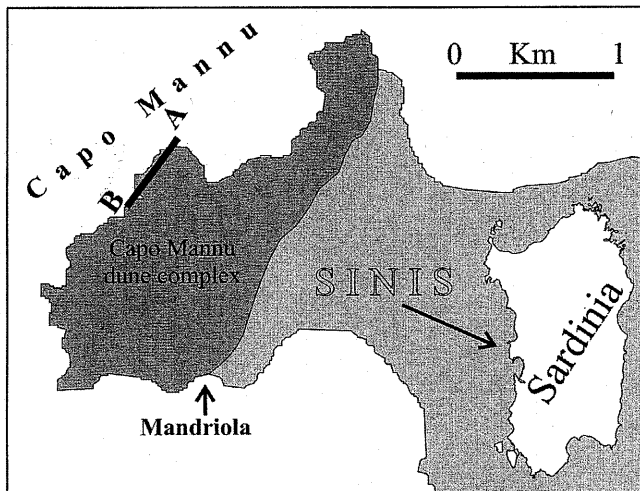 Capo Mannu
A
B
0 Km 1
Capo Mannu
dune complex
SINIS
Sardinia
Mandriola